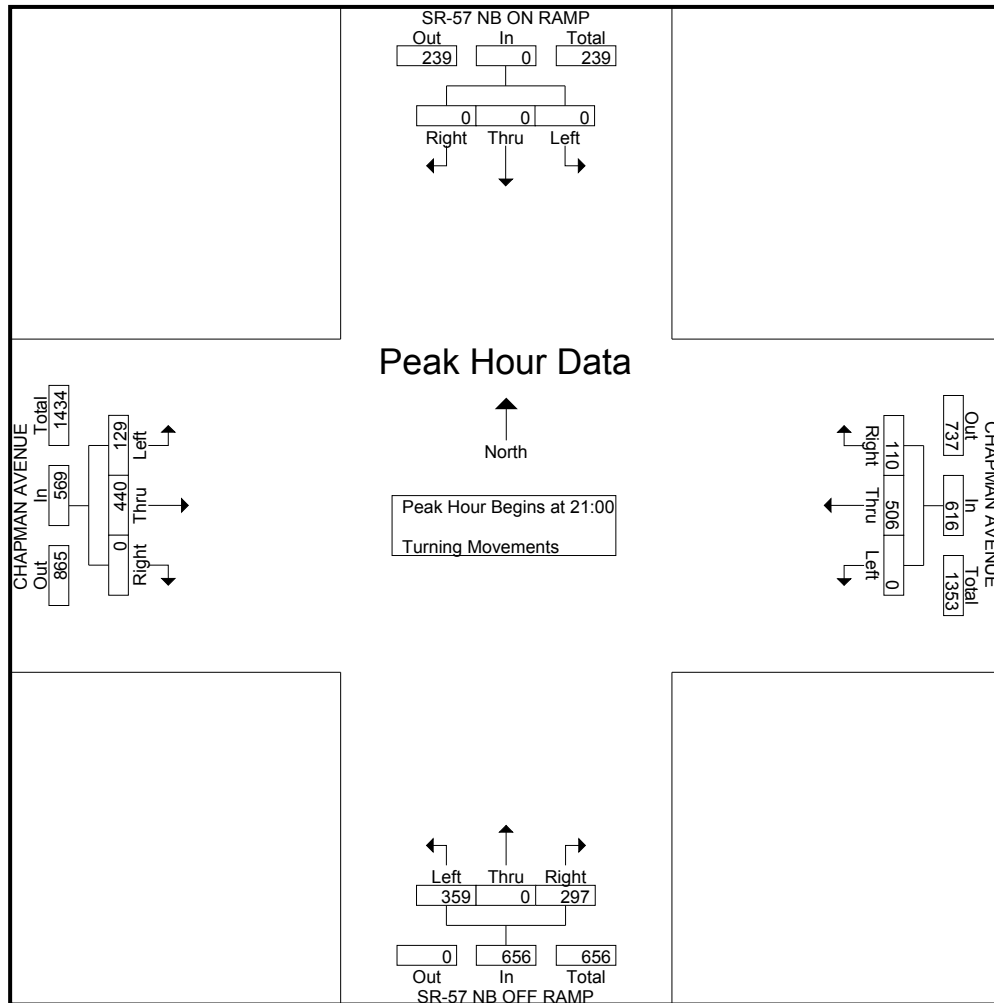 SR-57 NB ON RAMP
Out In Total
239 0 239
0 0 0
Right Thru Left
Peak Hour Data
North
Peak Hour Begins at 21:00
Turning Movements
CHAPMAN AVENUE
Total In Out
1434 569 865
129 440 0
Left Thru Right
CHAPMAN AVENUE
Out In Total
737 616 1353
110 506 0
Right Thru Left
Left Thru Right
359 0 297
0 656 656
Out In Total
SR-57 NB OFF RAMP